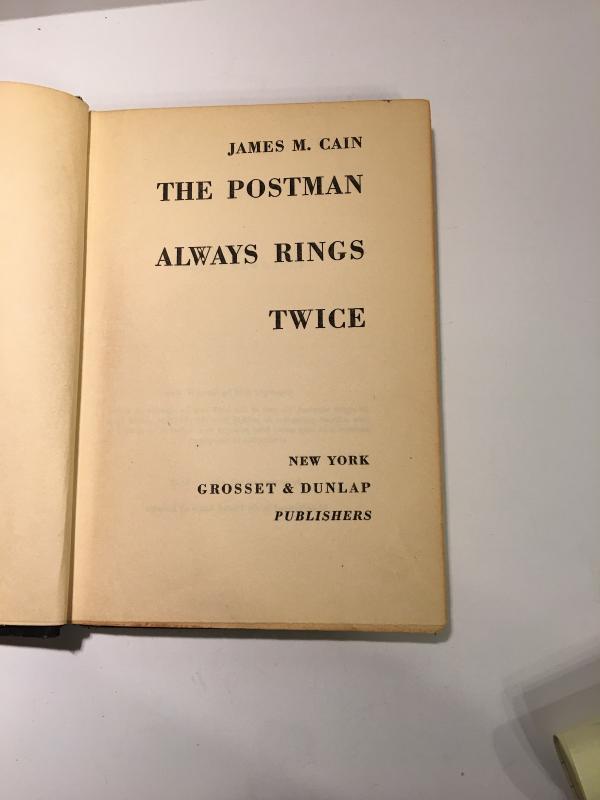 JAMES M. CAIN
THE POSTMAN
ALWAYS RINGS
TWICE
NEW YORK
GROSSET & DUNLAP
PUBLISHERS